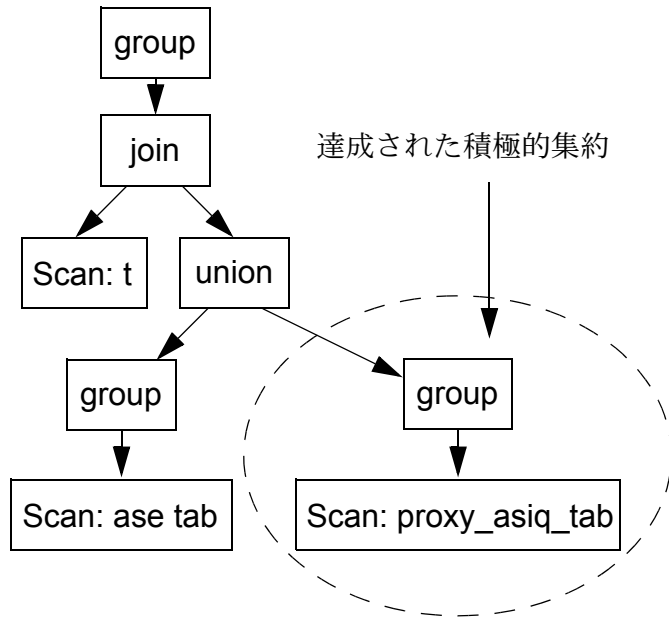 group
join
達成された積極的集約
Scan: t
union
group
group
Scan: ase tab
Scan: proxy_asiq_tab